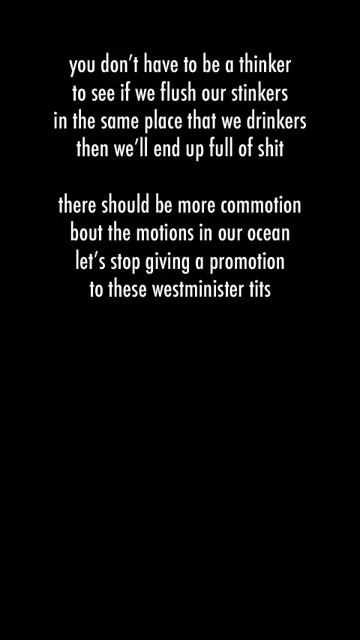 you don’t have to be a thinker
to see if we flush our stinkers
in the same place that we drinkers
then we’ll end up full of shit
there should be more commotion
bout the motions in our ocean
let’s stop giving a promotion
to these westminister tits